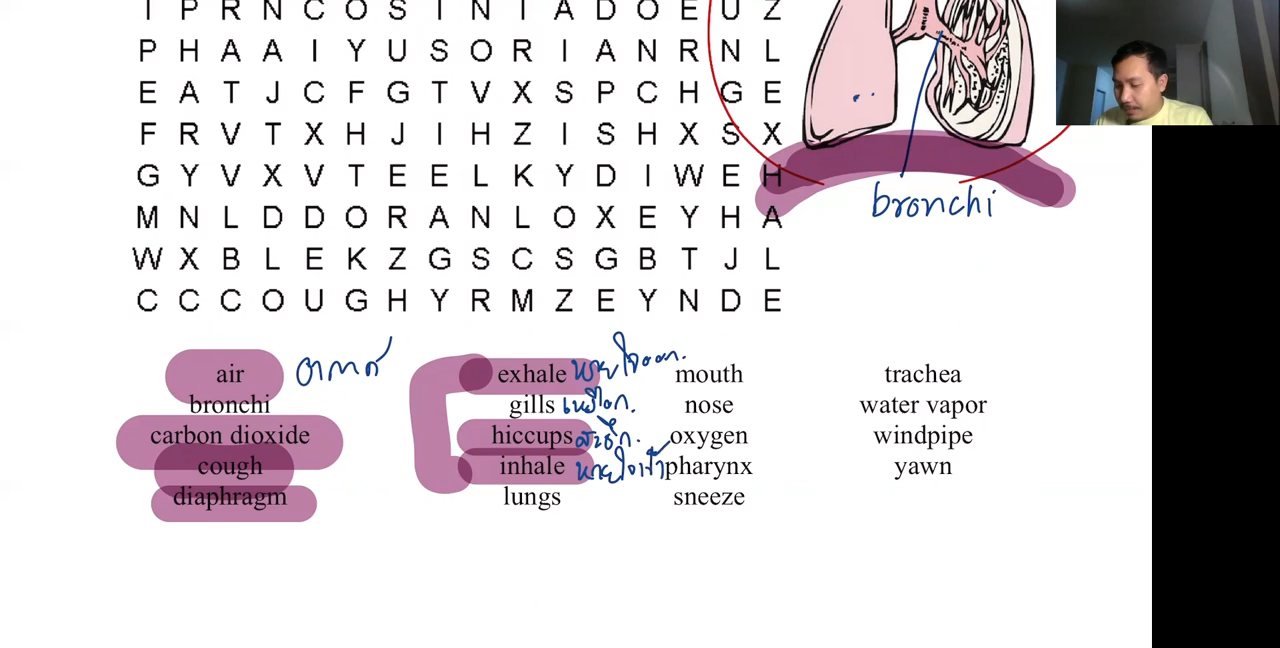 T P R N C O S T N T A D O E U Z
P H A A I Y U S O R I A N R N L
E A T J C F G T V X S P C H G E
F R V T X H J I H Z I S H X S X
G Y V X V T E E L K Y D I W E H
M N L D D O R A N L O X E Y H A
W X B L E K Z G S C S G B T J L
C C C O U G H Y R M Z E Y N D E
bronchi
air อากาศ
bronchi
carbon dioxide
cough
diaphragm
exhale หายใจออก
gills เหงือก
hiccups สะอึก
inhale หายใจเข้า
lungs
mouth
nose
oxygen
pharynx
sneeze
trachea
water vapor
windpipe
yawn